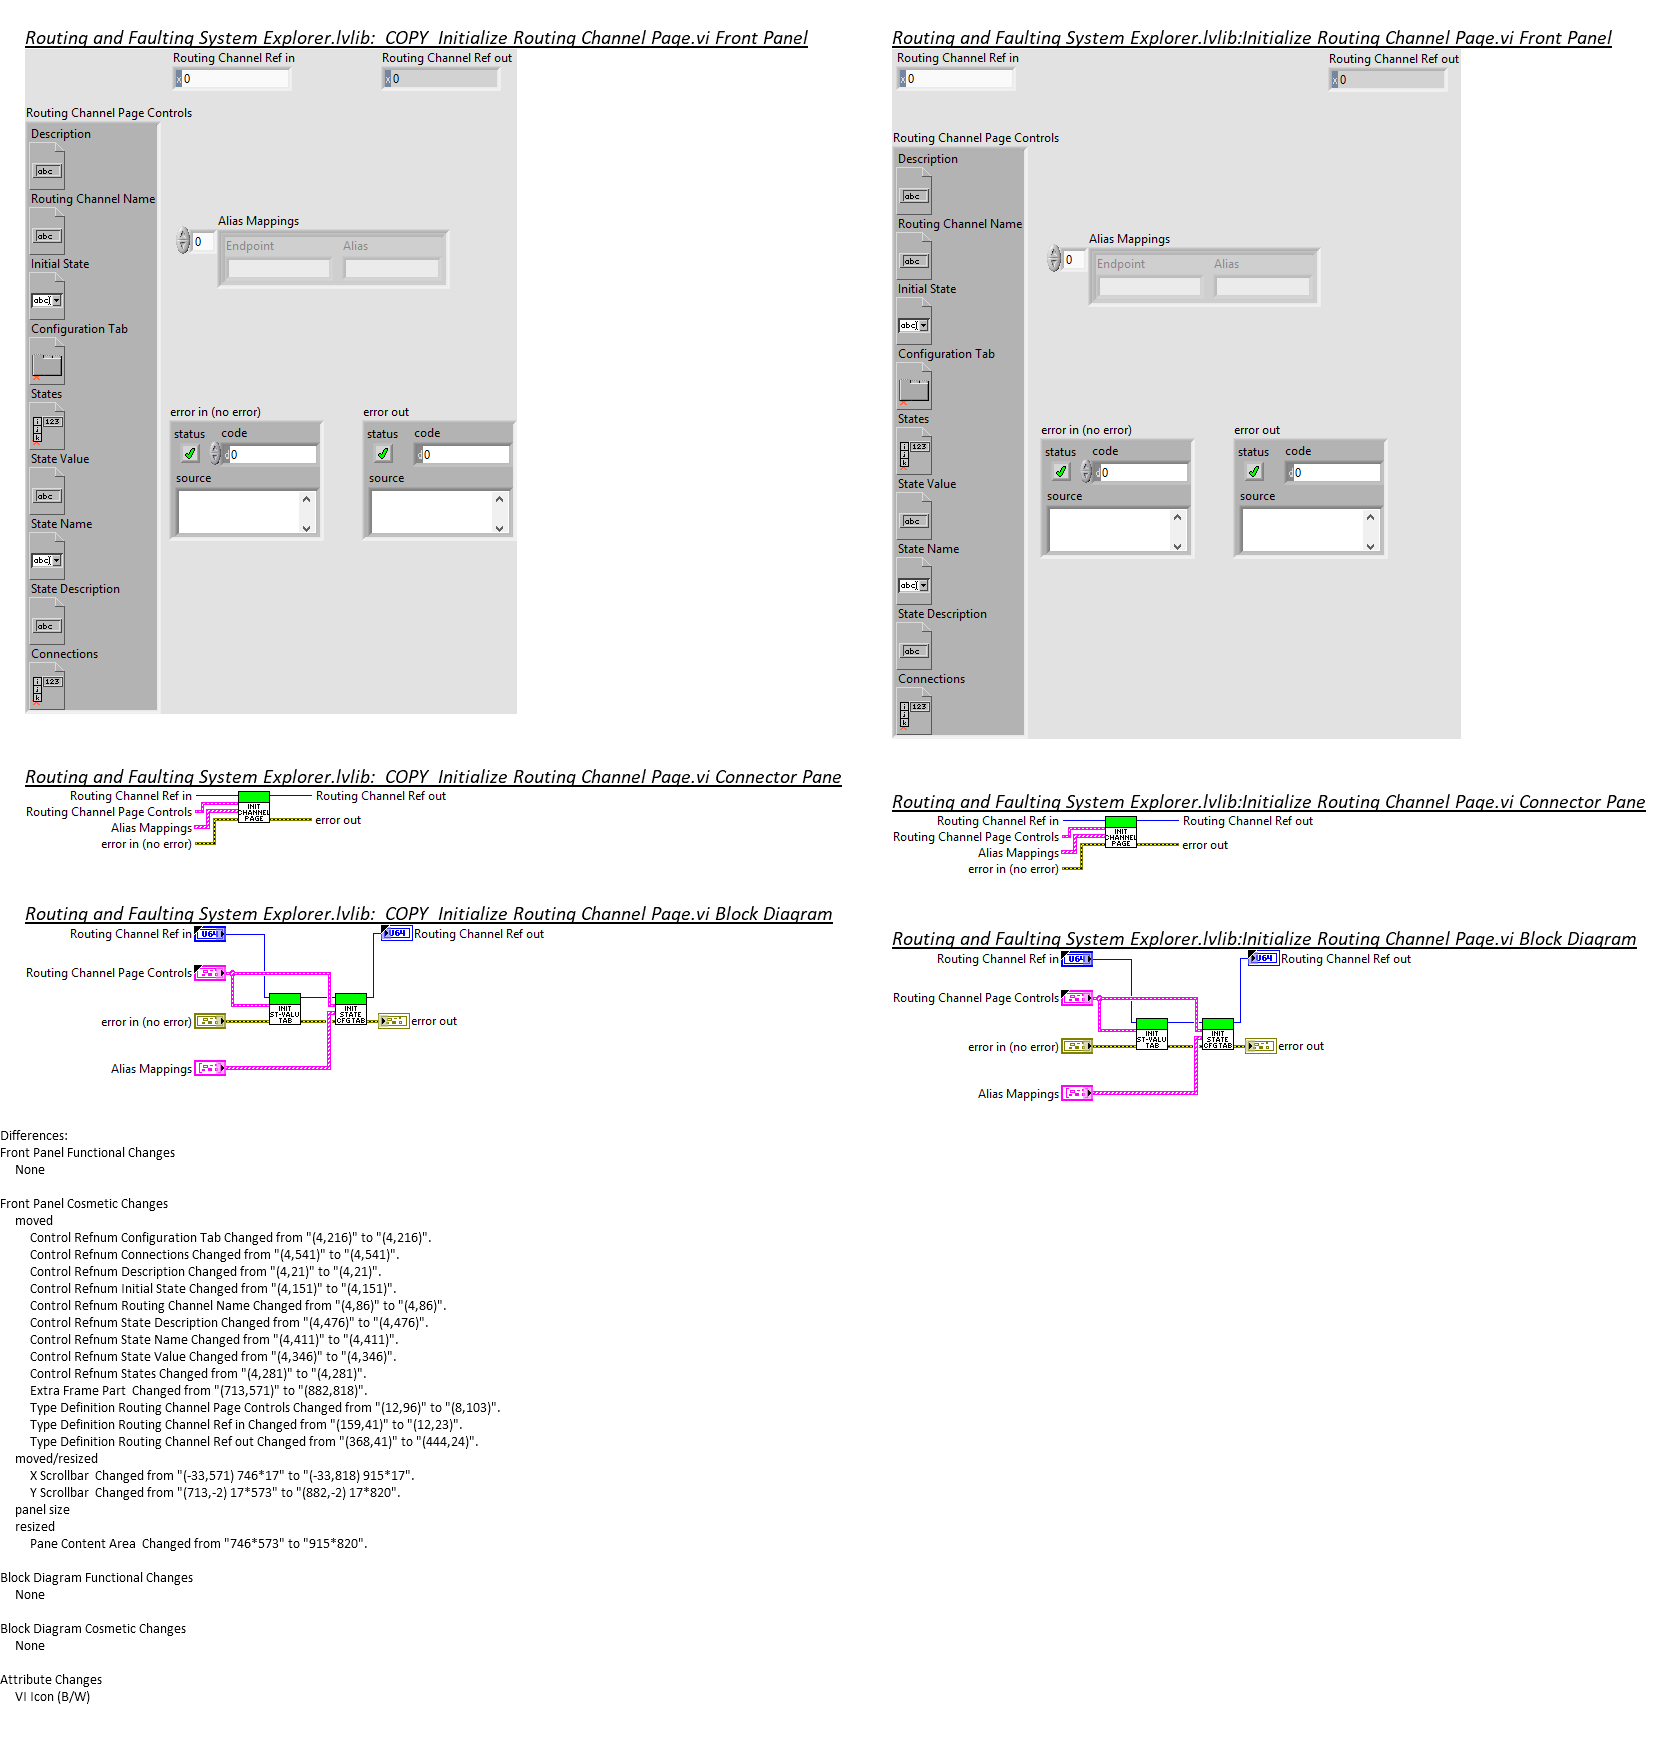 Routing and Faulting System Explorer.lvlib:_COPY_Initialize Routing Channel Page.vi Front Panel
Routing Channel Ref in
Routing Channel Ref out
x 0
x 0
Routing Channel Page Controls
Description
abc
Routing Channel Name
abc
Initial State
abc
Configuration Tab
States
123
State Value
abc
State Name
abc
State Description
abc
Connections
123
Alias Mappings
0
Endpoint
Alias
error in (no error)
status
code
d 0
source
error out
status
code
d 0
source
Routing and Faulting System Explorer.lvlib:_COPY_Initialize Routing Channel Page.vi Connector Pane
Routing Channel Ref in
Routing Channel Page Controls
Alias Mappings
error in (no error)
INIT
CHANNEL
PAGE
Routing Channel Ref out
error out
Routing and Faulting System Explorer.lvlib:_COPY_Initialize Routing Channel Page.vi Block Diagram
Routing Channel Ref in
U64
U64
Routing Channel Ref out
Routing Channel Page Controls
INIT
ST-VALU
TAB
INIT
STATE
CFG TAB
error in (no error)
error out
Alias Mappings
Routing and Faulting System Explorer.lvlib:Initialize Routing Channel Page.vi Front Panel
Routing Channel Ref in
Routing Channel Ref out
x 0
x 0
Routing Channel Page Controls
Description
abc
Routing Channel Name
abc
Initial State
abc
Configuration Tab
States
123
State Value
abc
State Name
abc
State Description
abc
Connections
123
Alias Mappings
0
Endpoint
Alias
error in (no error)
status
code
d 0
source
error out
status
code
d 0
source
Routing and Faulting System Explorer.lvlib:Initialize Routing Channel Page.vi Connector Pane
Routing Channel Ref in
Routing Channel Page Controls
Alias Mappings
error in (no error)
INIT
CHANNEL
PAGE
Routing Channel Ref out
error out
Routing and Faulting System Explorer.lvlib:Initialize Routing Channel Page.vi Block Diagram
Routing Channel Ref in
U64
U64
Routing Channel Ref out
Routing Channel Page Controls
INIT
ST-VALU
TAB
INIT
STATE
CFG TAB
error in (no error)
error out
Alias Mappings
Differences:
Front Panel Functional Changes
None
Front Panel Cosmetic Changes
moved
Control Refnum Configuration Tab Changed from "(4,216)" to "(4,216)".
Control Refnum Connections Changed from "(4,541)" to "(4,541)".
Control Refnum Description Changed from "(4,21)" to "(4,21)".
Control Refnum Initial State Changed from "(4,151)" to "(4,151)".
Control Refnum Routing Channel Name Changed from "(4,86)" to "(4,86)".
Control Refnum State Description Changed from "(4,476)" to "(4,476)".
Control Refnum State Name Changed from "(4,411)" to "(4,411)".
Control Refnum State Value Changed from "(4,346)" to "(4,346)".
Control Refnum States Changed from "(4,281)" to "(4,281)".
Extra Frame Part  Changed from "(713,571)" to "(882,818)".
Type Definition Routing Channel Page Controls Changed from "(12,96)" to "(8,103)".
Type Definition Routing Channel Ref in Changed from "(159,41)" to "(12,23)".
Type Definition Routing Channel Ref out Changed from "(368,41)" to "(444,24)".
moved/resized
X Scrollbar  Changed from "(-33,571) 746*17" to "(-33,818) 915*17".
Y Scrollbar  Changed from "(713,-2) 17*573" to "(882,-2) 17*820".
panel size
resized
Pane Content Area  Changed from "746*573" to "915*820".
Block Diagram Functional Changes
None
Block Diagram Cosmetic Changes
None
Attribute Changes
VI Icon (B/W)